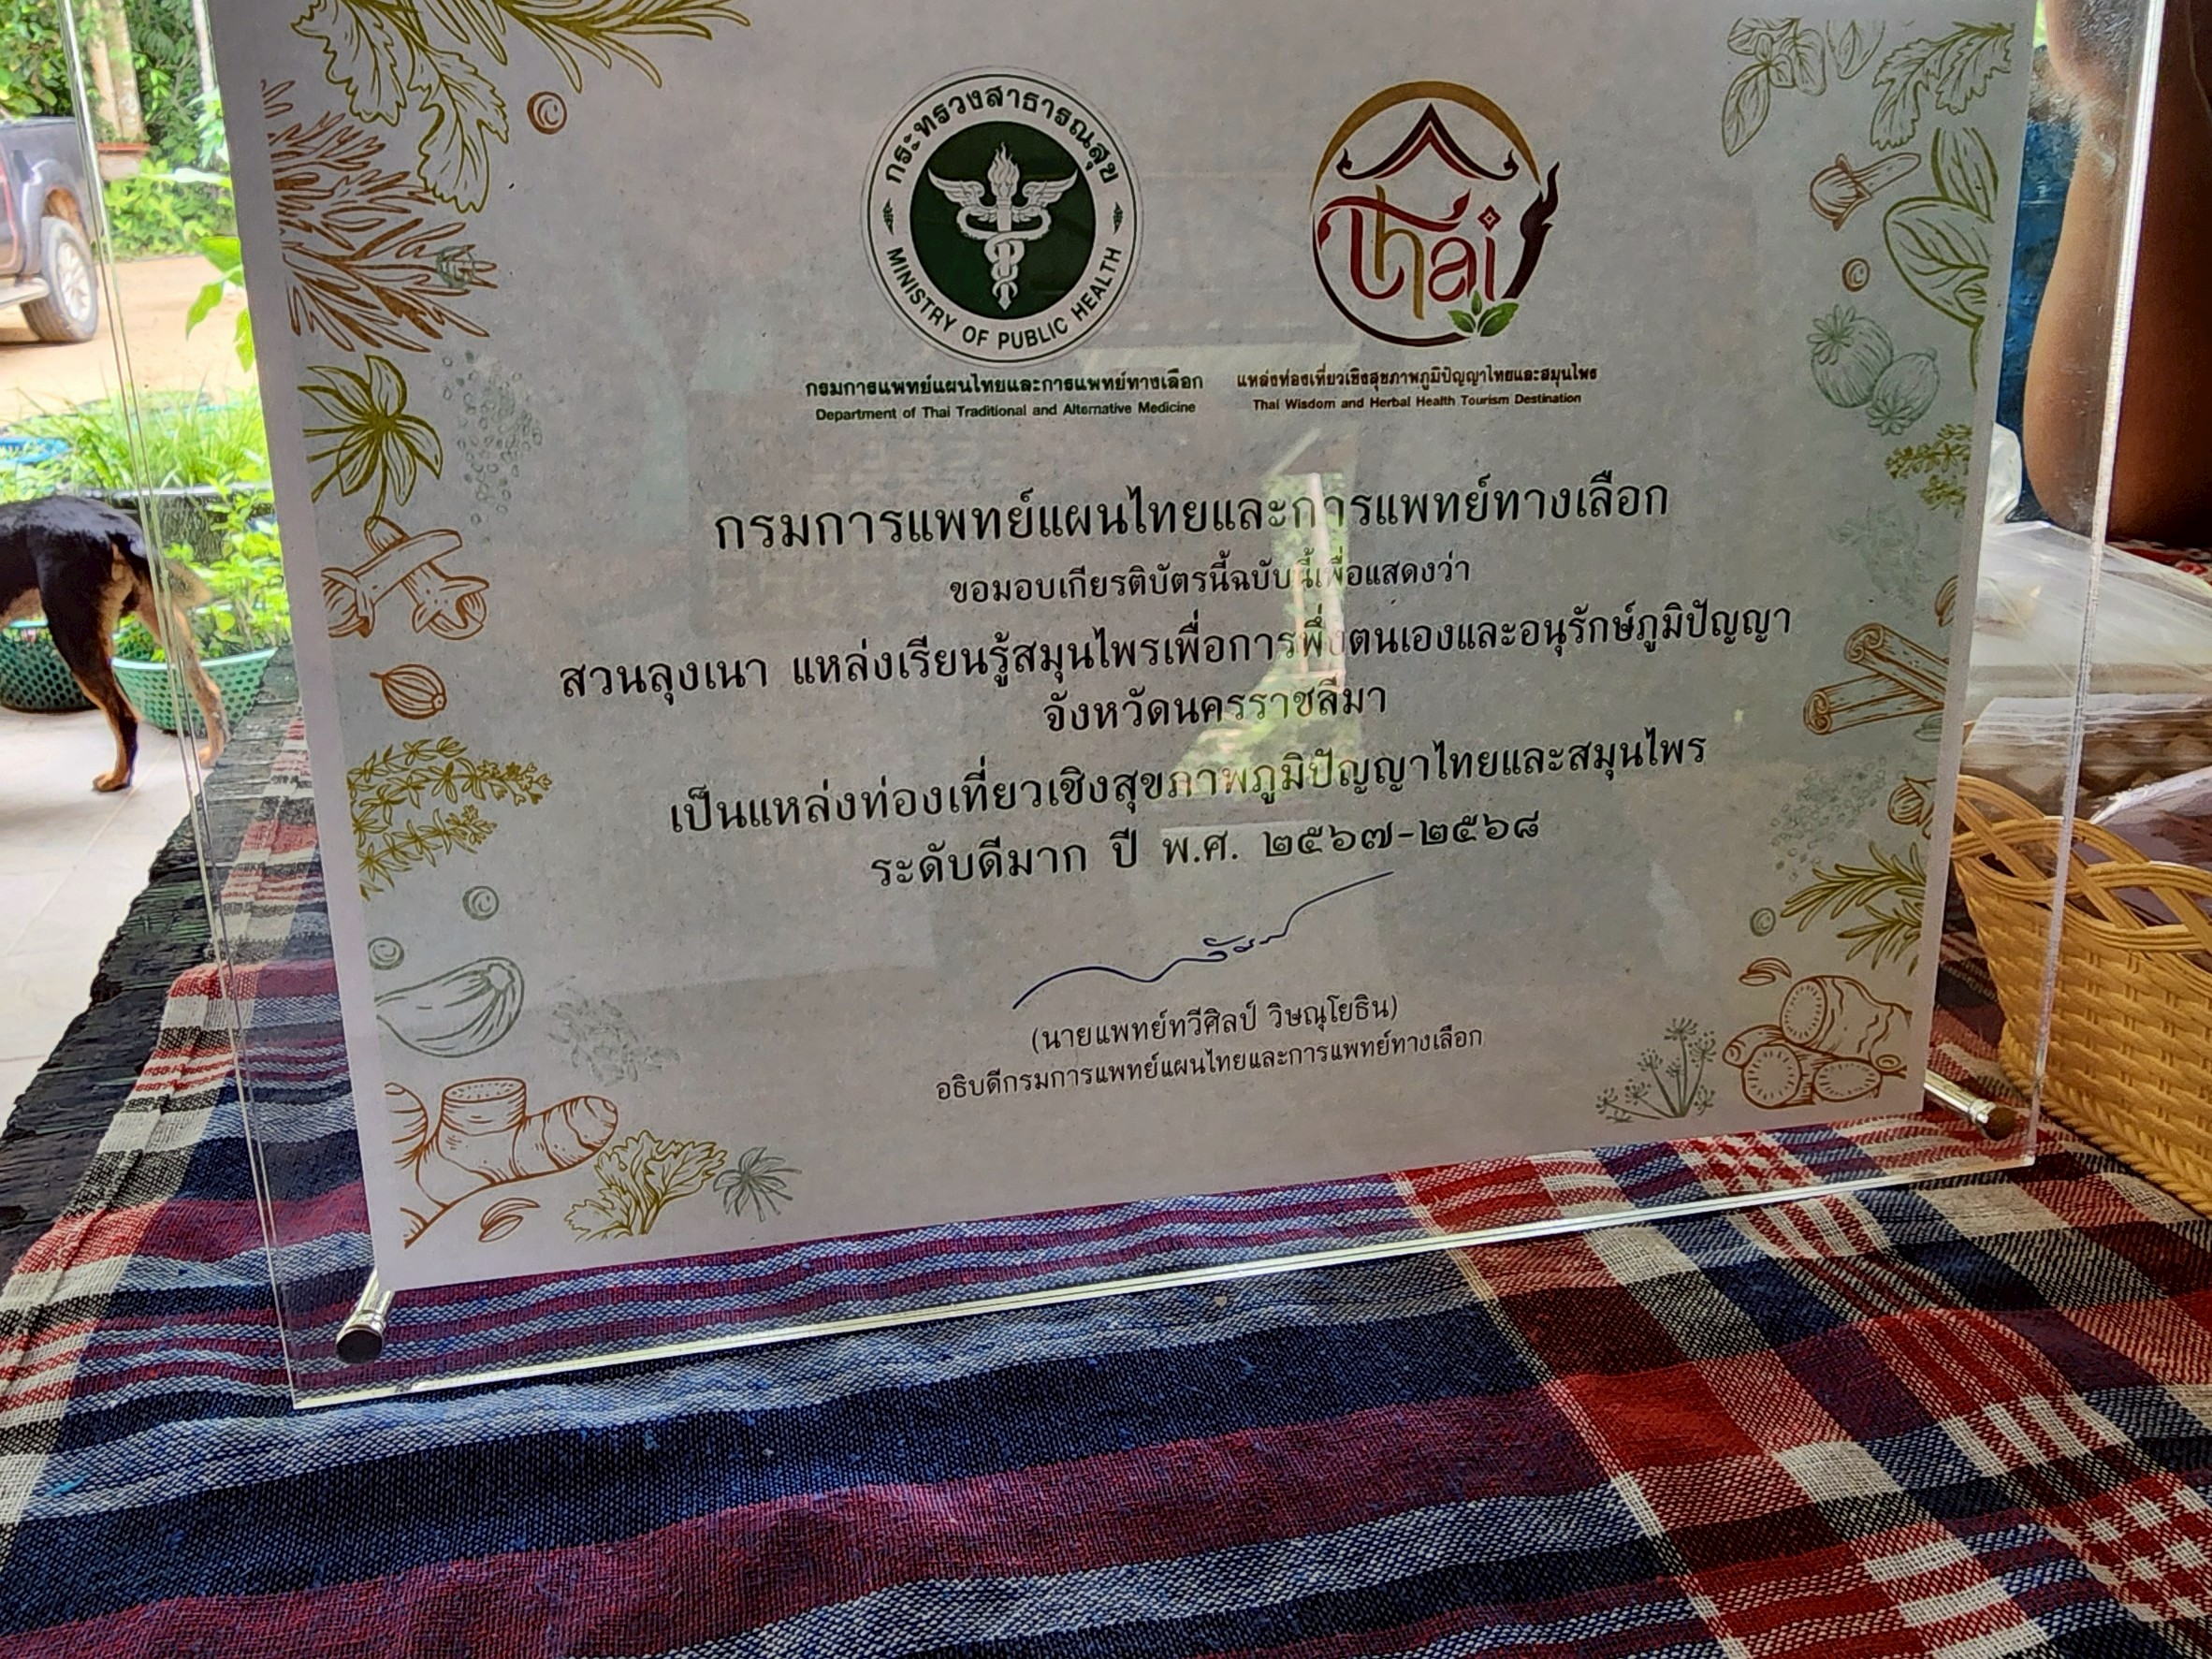 กระทรวงสาธารณสุข
MINISTRY OF PUBLIC HEALTH
Thai
กรมการแพทย์แผนไทยและการแพทย์ทางเลือก
Department of Thai Traditional and Alternative Medicine
แหล่งท่องเที่ยวเชิงสุขภาพภูมิปัญญาไทยและสมุนไพร
Thai Wisdom and Herbal Health Tourism Destination
กรมการแพทย์แผนไทยและการแพทย์ทางเลือก
ขอมอบเกียรติบัตรนี้ฉบับนี้เพื่อแสดงว่า
สวนลุงเนา แหล่งเรียนรู้สมุนไพรเพื่อการพึ่งตนเองและอนุรักษ์ภูมิปัญญา
จังหวัดนครราชสีมา
เป็นแหล่งท่องเที่ยวเชิงสุขภาพภูมิปัญญาไทยและสมุนไพร
ระดับดีมาก ปี พ.ศ. ๒๕๖๗-๒๕๖๘
(นายแพทย์ทวีศิลป์ วิษณุโยธิน)
อธิบดีกรมการแพทย์แผนไทยและการแพทย์ทางเลือก